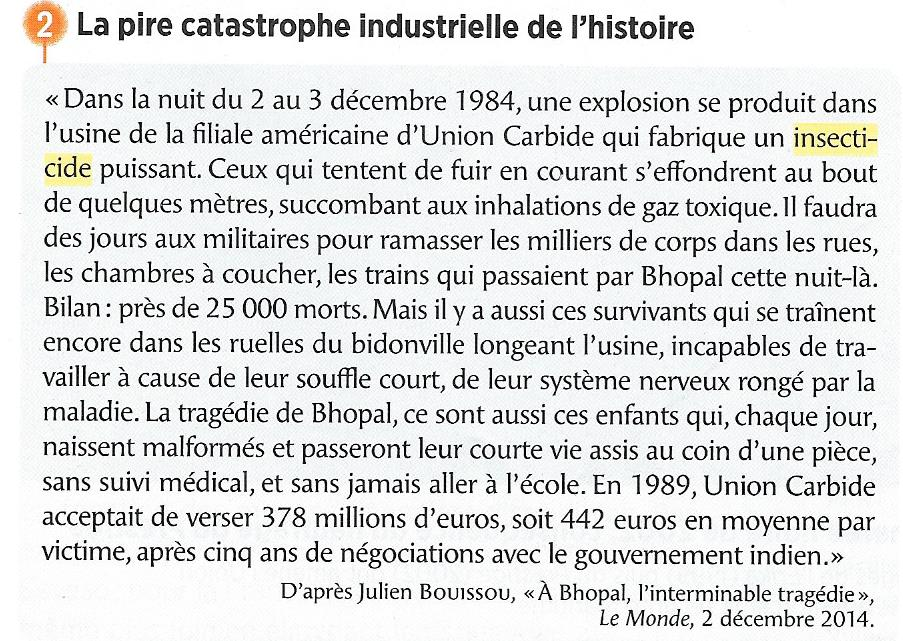 2 La pire catastrophe industrielle de l'histoire
« Dans la nuit du 2 au 3 décembre 1984, une explosion se produit dans
l'usine de la filiale américaine d'Union Carbide qui fabrique un insecti-
cide puissant. Ceux qui tentent de fuir en courant s'effondrent au bout
de quelques mètres, succombant aux inhalations de gaz toxique. Il faudra
des jours aux militaires pour ramasser les milliers de corps dans les rues,
les chambres à coucher, les trains qui passaient par Bhopal cette nuit-là.
Bilan : près de 25 000 morts. Mais il y a aussi ces survivants qui se traînent
encore dans les ruelles du bidonville longeant l'usine, incapables de tra-
vailler à cause de leur souffle court, de leur système nerveux rongé par la
maladie. La tragédie de Bhopal, ce sont aussi ces enfants qui, chaque jour,
naissent malformés et passeront leur courte vie assis au coin d'une pièce,
sans suivi médical, et sans jamais aller à l'école. En 1989, Union Carbide
acceptait de verser 378 millions d'euros, soit 442 euros en moyenne par
victime, après cinq ans de négociations avec le gouvernement indien. »
D'après Julien Bouissou, « À Bhopal, l'interminable tragédie »,
Le Monde, 2 décembre 2014.